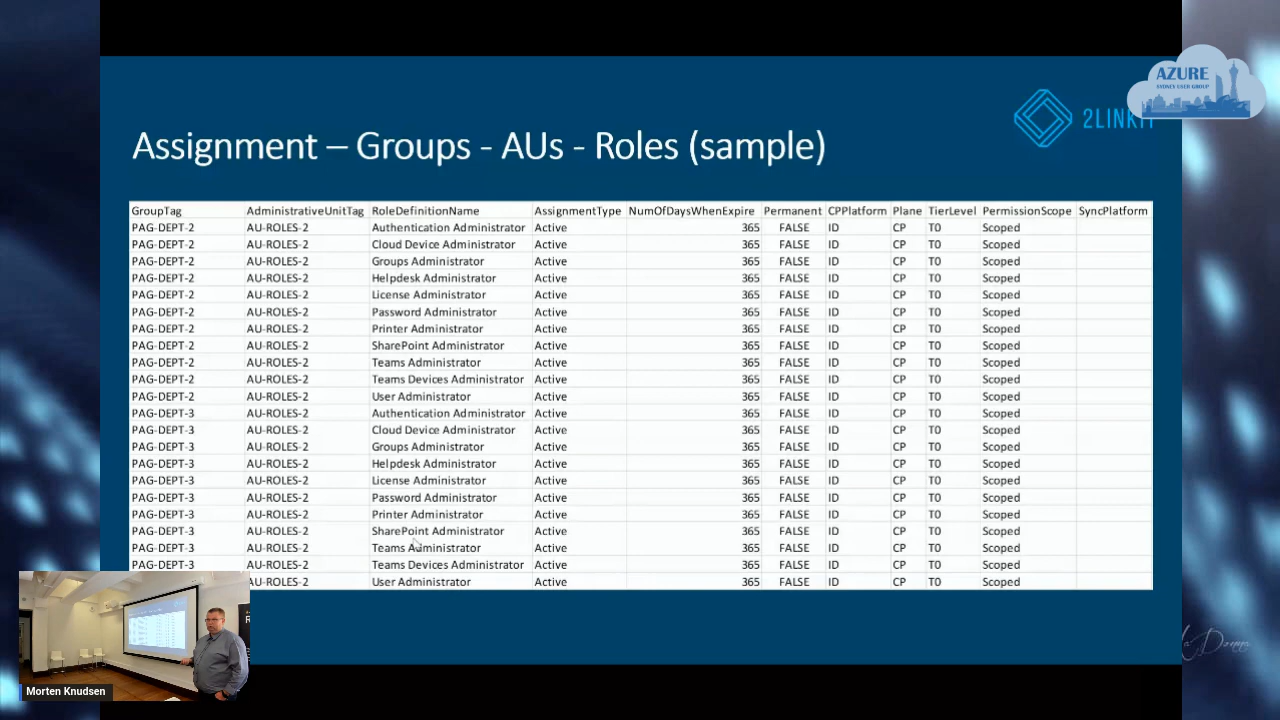 AZURE
SYDNEY USER GROUP
2LINKIT
Assignment – Groups - AUs - Roles (sample)
GroupTag AdministrativeUnitTag RoleDefinitionName AssignmentType NumOfDaysWhenExpire Permanent CPPlatform Plane TierLevel PermissionScope SyncPlatform
PAG-DEPT-2 AU-ROLES-2 Authentication Administrator Active 365 FALSE ID CP T0 Scoped
PAG-DEPT-2 AU-ROLES-2 Cloud Device Administrator Active 365 FALSE ID CP T0 Scoped
PAG-DEPT-2 AU-ROLES-2 Groups Administrator Active 365 FALSE ID CP T0 Scoped
PAG-DEPT-2 AU-ROLES-2 Helpdesk Administrator Active 365 FALSE ID CP T0 Scoped
PAG-DEPT-2 AU-ROLES-2 License Administrator Active 365 FALSE ID CP T0 Scoped
PAG-DEPT-2 AU-ROLES-2 Password Administrator Active 365 FALSE ID CP T0 Scoped
PAG-DEPT-2 AU-ROLES-2 Printer Administrator Active 365 FALSE ID CP T0 Scoped
PAG-DEPT-2 AU-ROLES-2 SharePoint Administrator Active 365 FALSE ID CP T0 Scoped
PAG-DEPT-2 AU-ROLES-2 Teams Administrator Active 365 FALSE ID CP T0 Scoped
PAG-DEPT-2 AU-ROLES-2 Teams Devices Administrator Active 365 FALSE ID CP T0 Scoped
PAG-DEPT-2 AU-ROLES-2 User Administrator Active 365 FALSE ID CP T0 Scoped
PAG-DEPT-3 AU-ROLES-2 Authentication Administrator Active 365 FALSE ID CP T0 Scoped
PAG-DEPT-3 AU-ROLES-2 Cloud Device Administrator Active 365 FALSE ID CP T0 Scoped
PAG-DEPT-3 AU-ROLES-2 Groups Administrator Active 365 FALSE ID CP T0 Scoped
PAG-DEPT-3 AU-ROLES-2 Helpdesk Administrator Active 365 FALSE ID CP T0 Scoped
PAG-DEPT-3 AU-ROLES-2 License Administrator Active 365 FALSE ID CP T0 Scoped
PAG-DEPT-3 AU-ROLES-2 Password Administrator Active 365 FALSE ID CP T0 Scoped
PAG-DEPT-3 AU-ROLES-2 Printer Administrator Active 365 FALSE ID CP T0 Scoped
PAG-DEPT-3 AU-ROLES-2 SharePoint Administrator Active 365 FALSE ID CP T0 Scoped
PAG-DEPT-3 AU-ROLES-2 Teams Administrator Active 365 FALSE ID CP T0 Scoped
PAG-DEPT-3 AU-ROLES-2 Teams Devices Administrator Active 365 FALSE ID CP T0 Scoped
AU-ROLES-2 User Administrator Active 365 FALSE ID CP T0 Scoped
Morten Knudsen